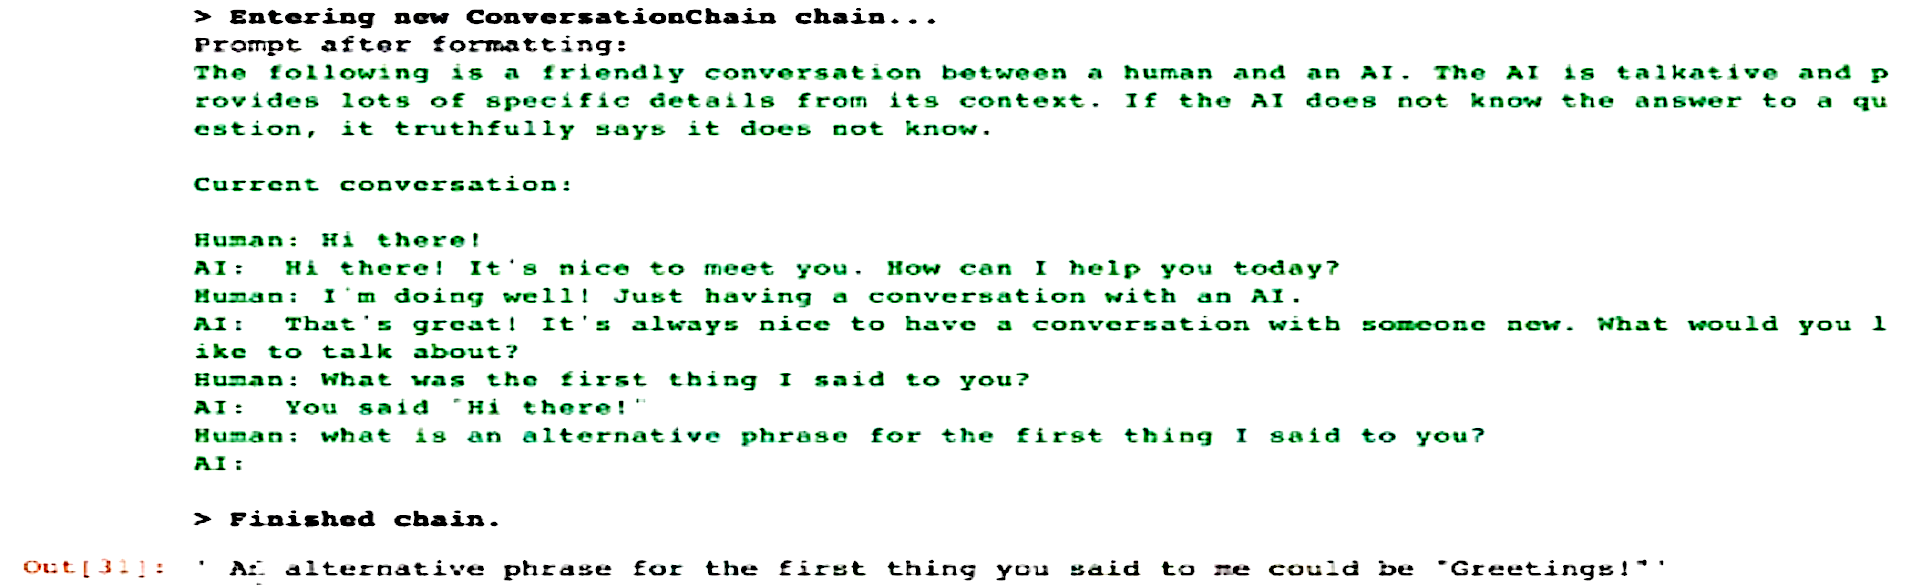 > Entering new ConversationChain chain...
Prompt after formatting:
The following is a friendly conversation between a human and an AI. The AI is talkative and p
rovides lots of specific details from its context. If the AI does not know the answer to a qu
estion, it truthfully says it does not know.
Current conversation:
Human: Hi there!
AI:  Hi there! It's nice to meet you. How can I help you today?
Human: I'm doing well! Just having a conversation with an AI.
AI:  That's great! It's always nice to have a conversation with someone new. What would you l
ike to talk about?
Human: What was the first thing I said to you?
AI:  You said "Hi there!"
Human: what is an alternative phrase for the first thing I said to you?
AI:
> Finished chain.
Out[31]: ' An alternative phrase for the first thing you said to me could be "Greetings!"'